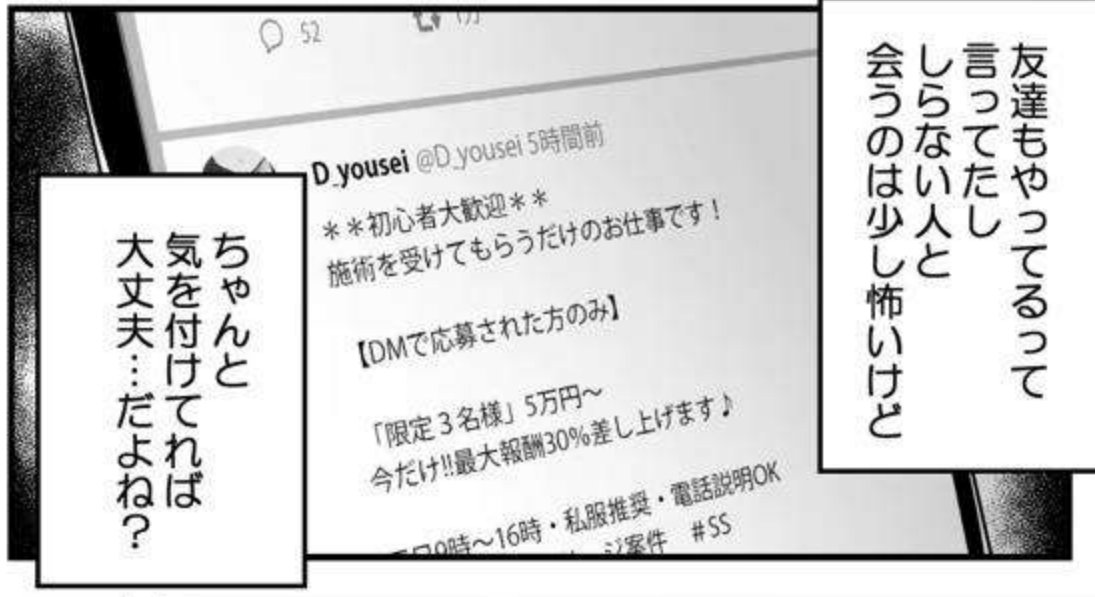 友達もやってるって
言ってたし
しらない人と
会うのは少し怖いけど
52
D_yousei @D_yousei 5時間前
＊＊初心者大歓迎＊＊
施術を受けてもらうだけのお仕事です！
【DMで応募された方のみ】
「限定３名様」5万円〜
今だけ!!最大報酬30%差し上げます♪
9時〜16時・私服推奨・電話説明OK
案件 #SS
ちゃんと
気を付けてれば
大丈夫…だよね？